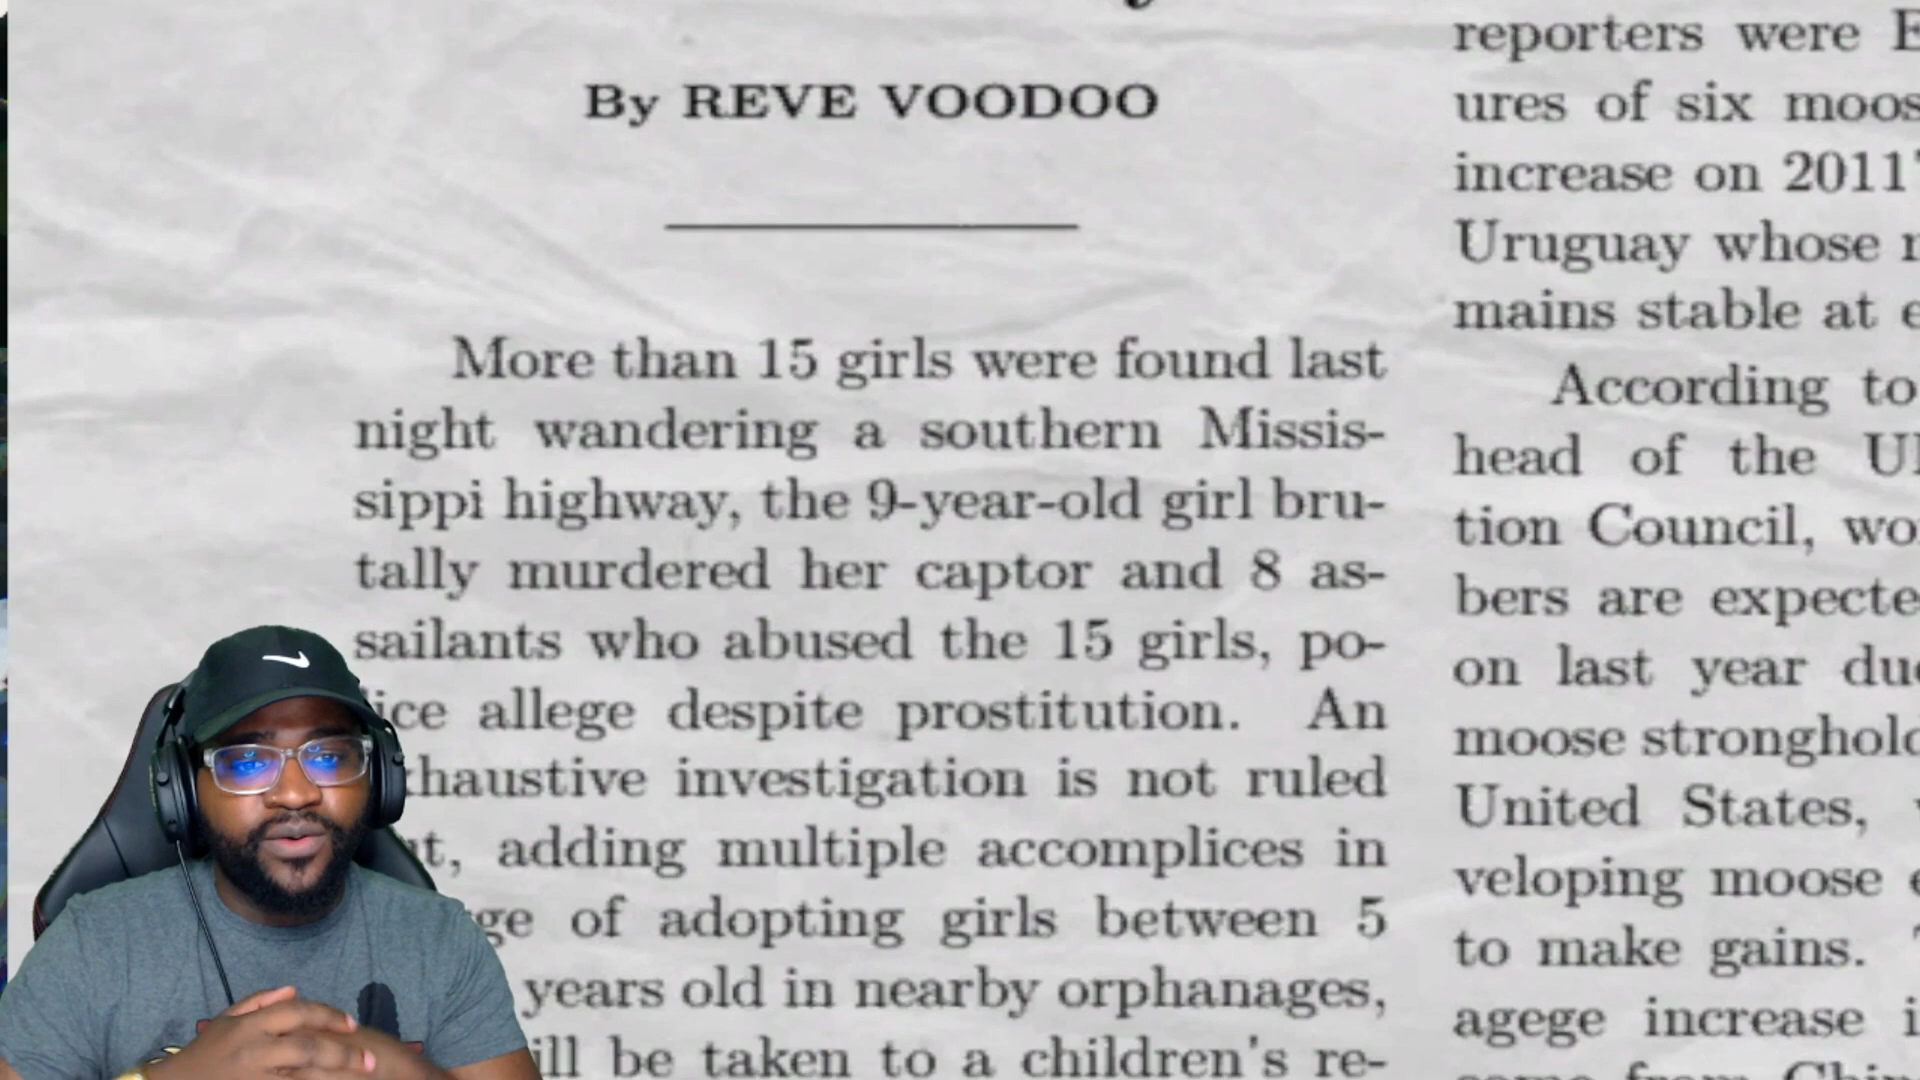 By REVE VOODOO
More than 15 girls were found last
night wandering a southern Missis-
sippi highway, the 9-year-old girl bru-
tally murdered her captor and 8 as-
sailants who abused the 15 girls, po-
lice allege despite prostitution. An
haustive investigation is not ruled
t, adding multiple accomplices in
ge of adopting girls between 5
years old in nearby orphanages,
ill be taken to a children's re-
reporters were E
ures of six moos
increase on 2011'
Uruguay whose r
mains stable at e
According to
head of the U
tion Council, wo
bers are expecte
on last year du
moose stronghold
United States,
veloping moose e
to make gains.
agege increase i